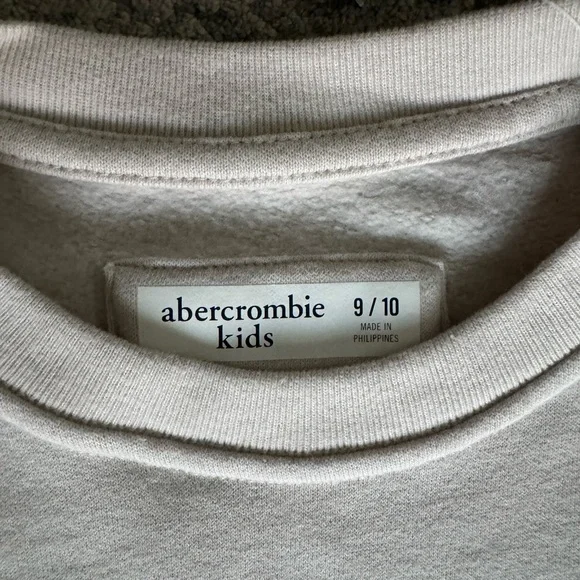 abercrombie
kids
9 / 10
MADE IN
PHILIPPINES